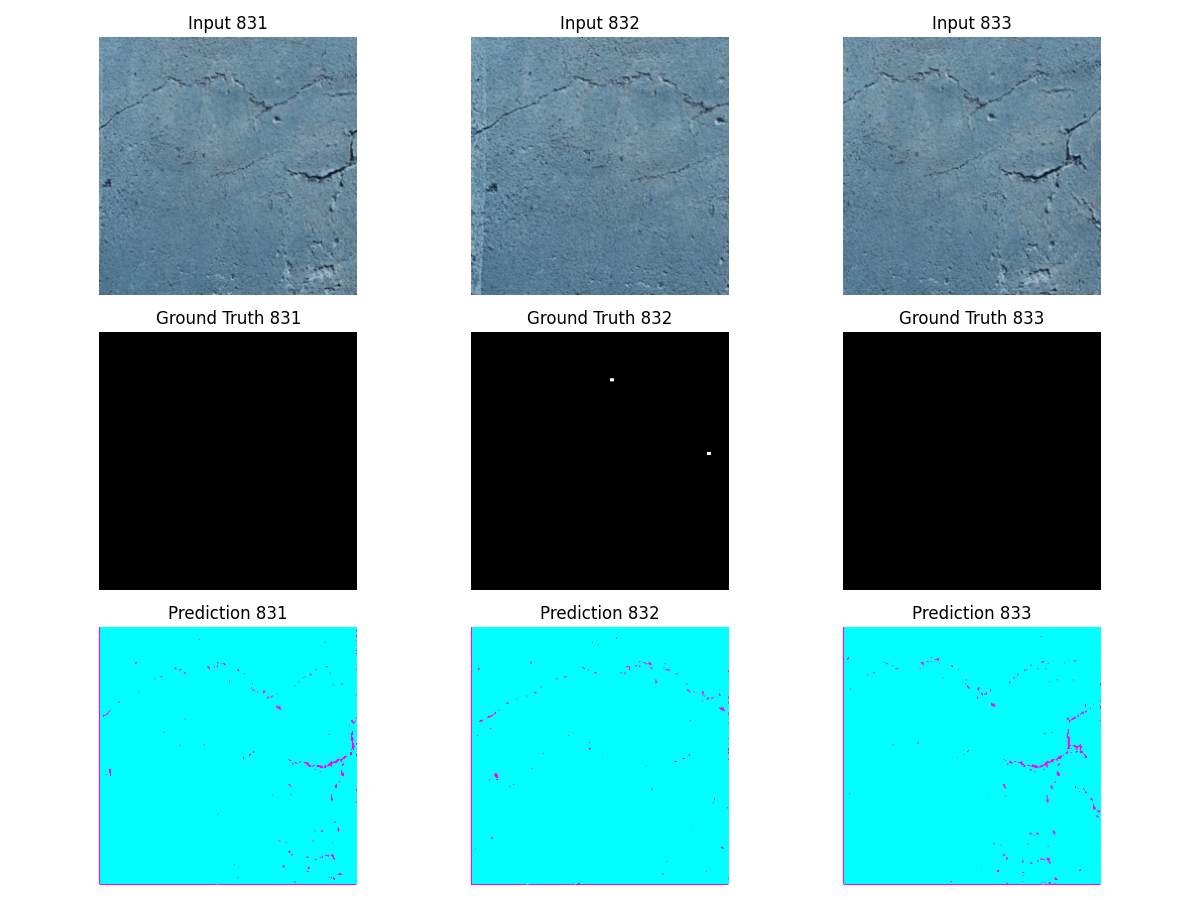 Input 831
Input 832
Input 833
Ground Truth 831
Ground Truth 832
Ground Truth 833
Prediction 831
Prediction 832
Prediction 833